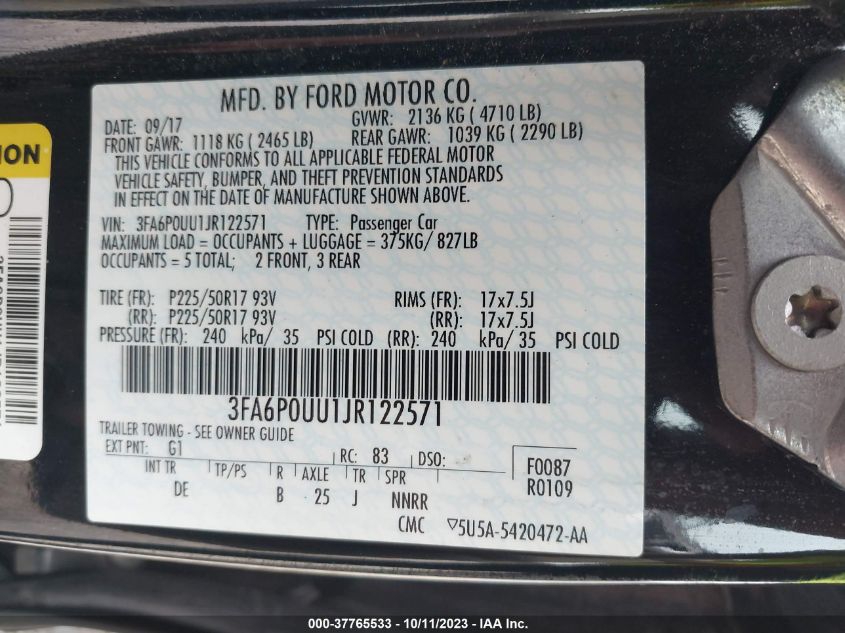 MFD. BY FORD MOTOR CO.
DATE: 09/17 GVWR: 2136 KG ( 4710 LB)
FRONT GAWR: 1118 KG ( 2465 LB) REAR GAWR: 1039 KG ( 2290 LB)
THIS VEHICLE CONFORMS TO ALL APPLICABLE FEDERAL MOTOR
VEHICLE SAFETY, BUMPER, AND THEFT PREVENTION STANDARDS
IN EFFECT ON THE DATE OF MANUFACTURE SHOWN ABOVE.
VIN: 3FA6P0UU1JR122571 TYPE: Passenger Car
MAXIMUM LOAD = OCCUPANTS + LUGGAGE = 375KG/ 827LB
OCCUPANTS = 5 TOTAL; 2 FRONT, 3 REAR
TIRE (FR): P225/50R17 93V RIMS (FR): 17x7.5J
(RR): P225/50R17 93V (RR): 17x7.5J
PRESSURE (FR): 240 kPa/ 35 PSI COLD (RR): 240 kPa/ 35 PSI COLD
3FA6P0UU1JR122571
TRAILER TOWING - SEE OWNER GUIDE
EXT PNT: G1 RC: 83 DSO: F0087
INT TR TP/PS R AXLE TR SPR R0109
DE B 25 J NNRR
CMC ▽5U5A-5420472-AA
ION
000-37765533 - 10/11/2023 - IAA Inc.